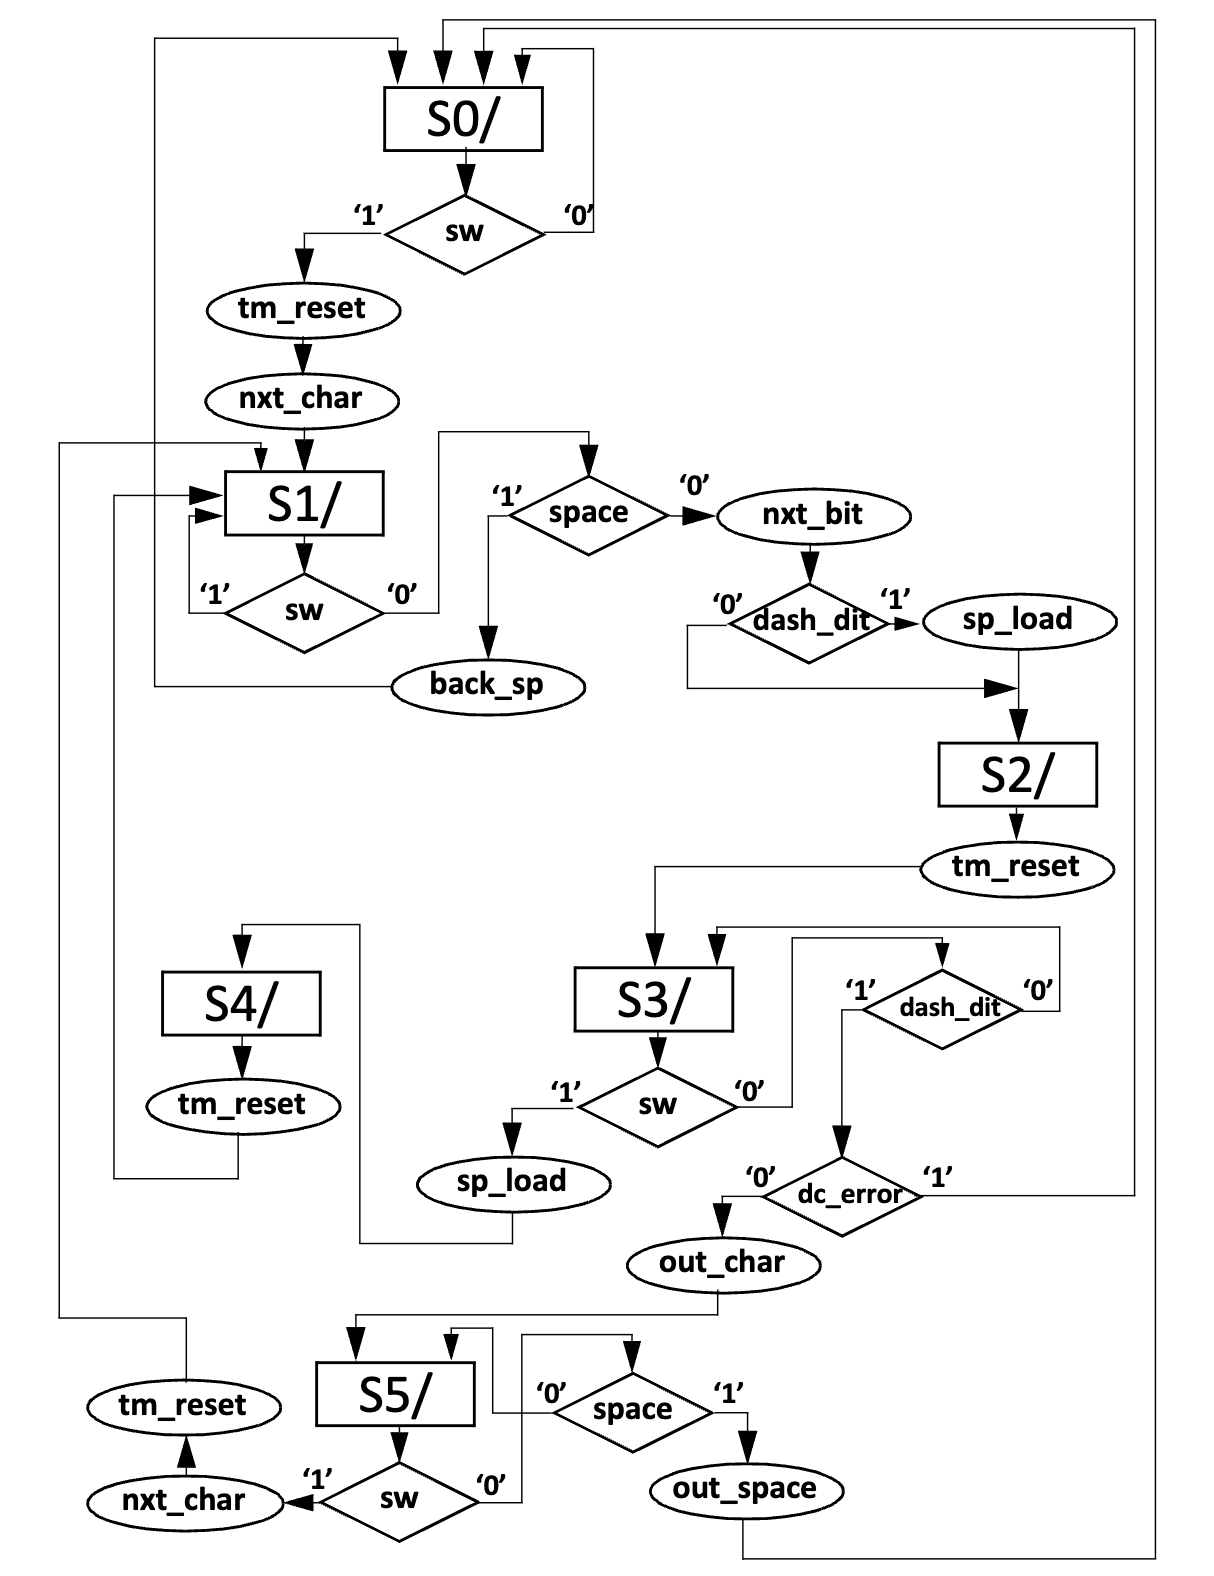 S0/
‘1’ sw ‘0’
tm_reset
nxt_char
S1/
‘1’ space ‘0’ nxt_bit
‘1’ sw ‘0’
‘0’ dash_dit ‘1’ sp_load
back_sp
S2/
tm_reset
S4/
S3/
‘1’ dash_dit ‘0’
tm_reset
‘1’ sw ‘0’
sp_load
‘0’ dc_error ‘1’
out_char
S5/
‘0’ space ‘1’
tm_reset
nxt_char ‘1’ sw ‘0’
out_space